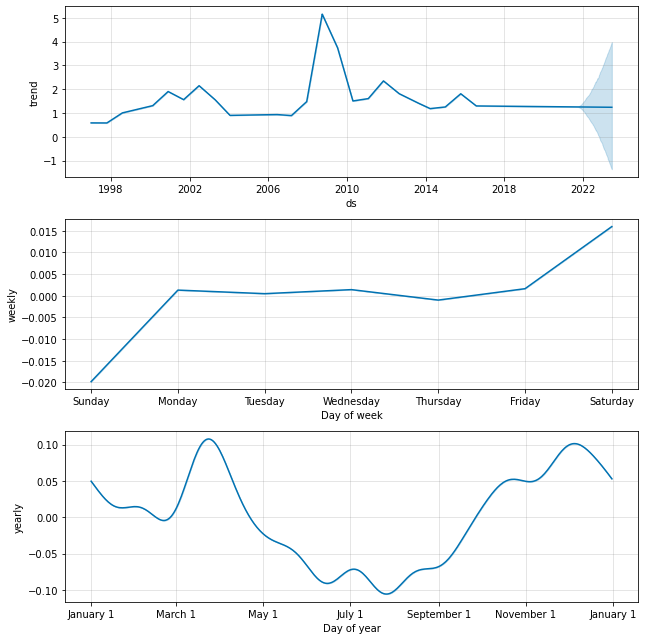 5
4
3
2
1
0
−1
trend
1998 2002 2006 2010 2014 2018 2022
ds
0.015
0.010
0.005
0.000
−0.005
−0.010
−0.015
−0.020
weekly
Sunday Monday Tuesday Wednesday Thursday Friday Saturday
Day of week
0.10
0.05
0.00
−0.05
−0.10
yearly
January 1 March 1 May 1 July 1 September 1 November 1 January 1
Day of year